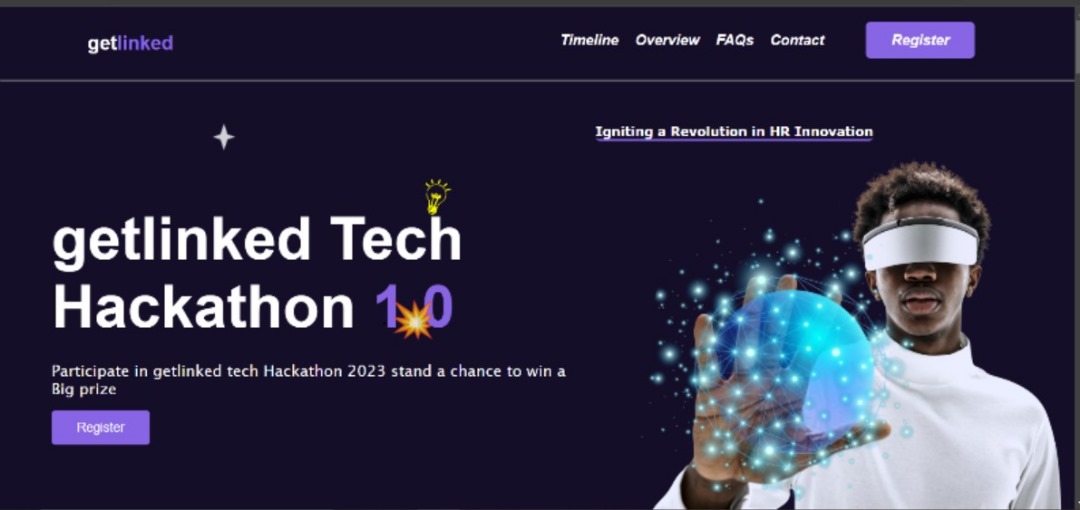 getlinked
Timeline Overview FAQs Contact Register
Igniting a Revolution in HR Innovation
getlinked Tech
Hackathon 1.0
Participate in getlinked tech Hackathon 2023 stand a chance to win a
Big prize
Register